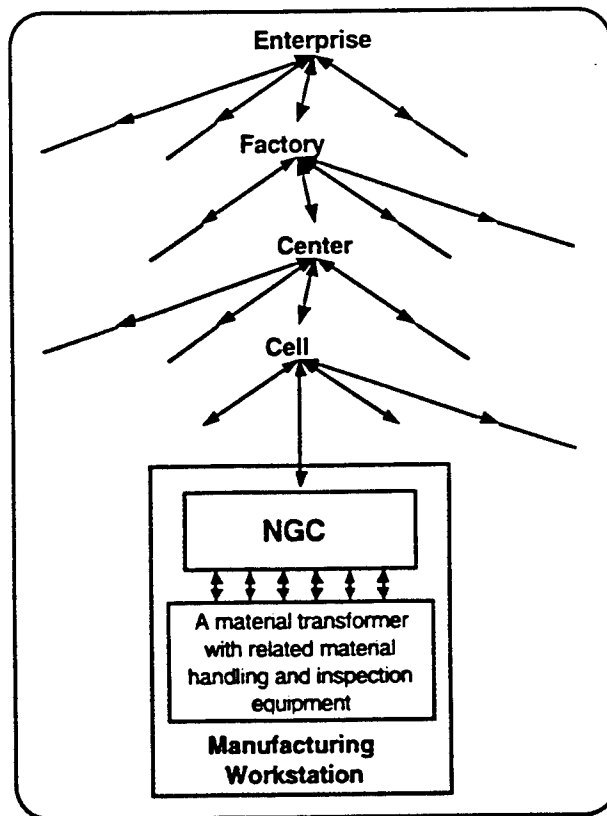 Enterprise
Factory
Center
Cell
NGC
A material transformer
with related material
handling and inspection
equipment
Manufacturing
Workstation